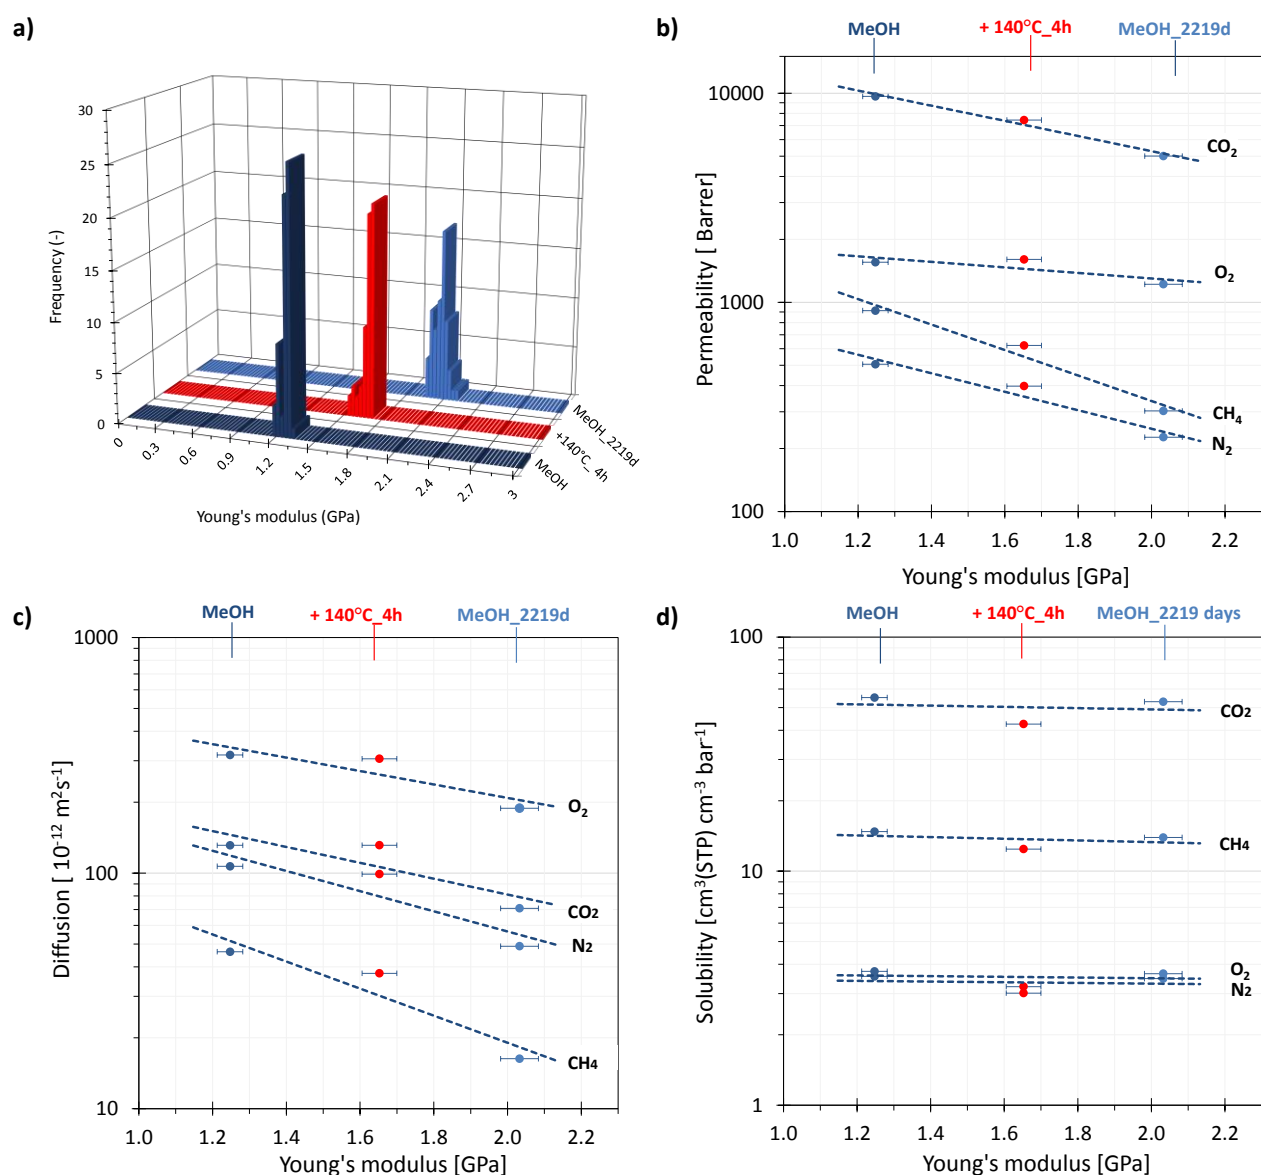 a)
30
25
20
15
10
5
0
Frequency (-)
0
0.3
0.6
0.9
1.2
1.5
1.8
2.1
2.4
2.7
3
Young's modulus (GPa)
MeOH
+140°C_ 4h
MeOH_2219d
b)
MeOH
+ 140°C_4h
MeOH_2219d
10000
1000
100
Permeability [ Barrer]
CO2
O2
CH4
N2
1.0 1.2 1.4 1.6 1.8 2.0 2.2
Young's modulus [GPa]
c)
MeOH
+ 140°C_4h
MeOH_2219d
1000
100
10
Diffusion [ 10-12 m2s-1]
O2
CO2
N2
CH4
1.0 1.2 1.4 1.6 1.8 2.0 2.2
Young's modulus [GPa]
d)
MeOH
+ 140°C_4h
MeOH_2219 days
100
10
1
Solubility [cm3(STP) cm-3 bar-1]
CO2
CH4
O2
N2
1.0 1.2 1.4 1.6 1.8 2.0 2.2
Young's modulus [GPa]